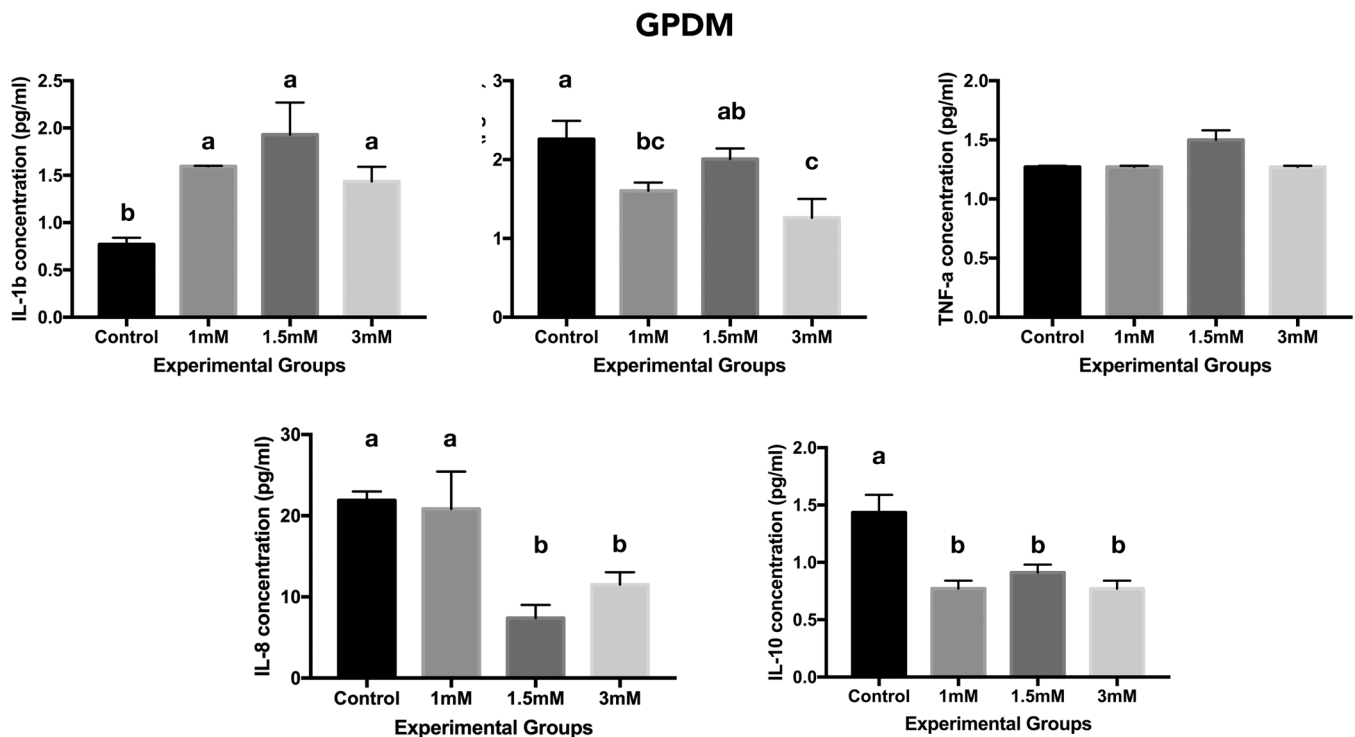 GPDM
IL-1b concentration (pg/ml)
2.5
2.0
1.5
1.0
0.5
0.0
b
a
a
a
Control 1mM 1.5mM 3mM
Experimental Groups
3
2
1
0
a
bc
ab
c
Control 1mM 1.5mM 3mM
Experimental Groups
TNF-a concentration (pg/ml)
2.0
1.5
1.0
0.5
0.0
Control 1mM 1.5mM 3mM
Experimental Groups
IL-8 concentration (pg/ml)
30
20
10
0
a
a
b
b
Control 1mM 1.5mM 3mM
Experimental Groups
IL-10 concentration (pg/ml)
2.0
1.5
1.0
0.5
0.0
a
b
b
b
Control 1mM 1.5mM 3mM
Experimental Groups